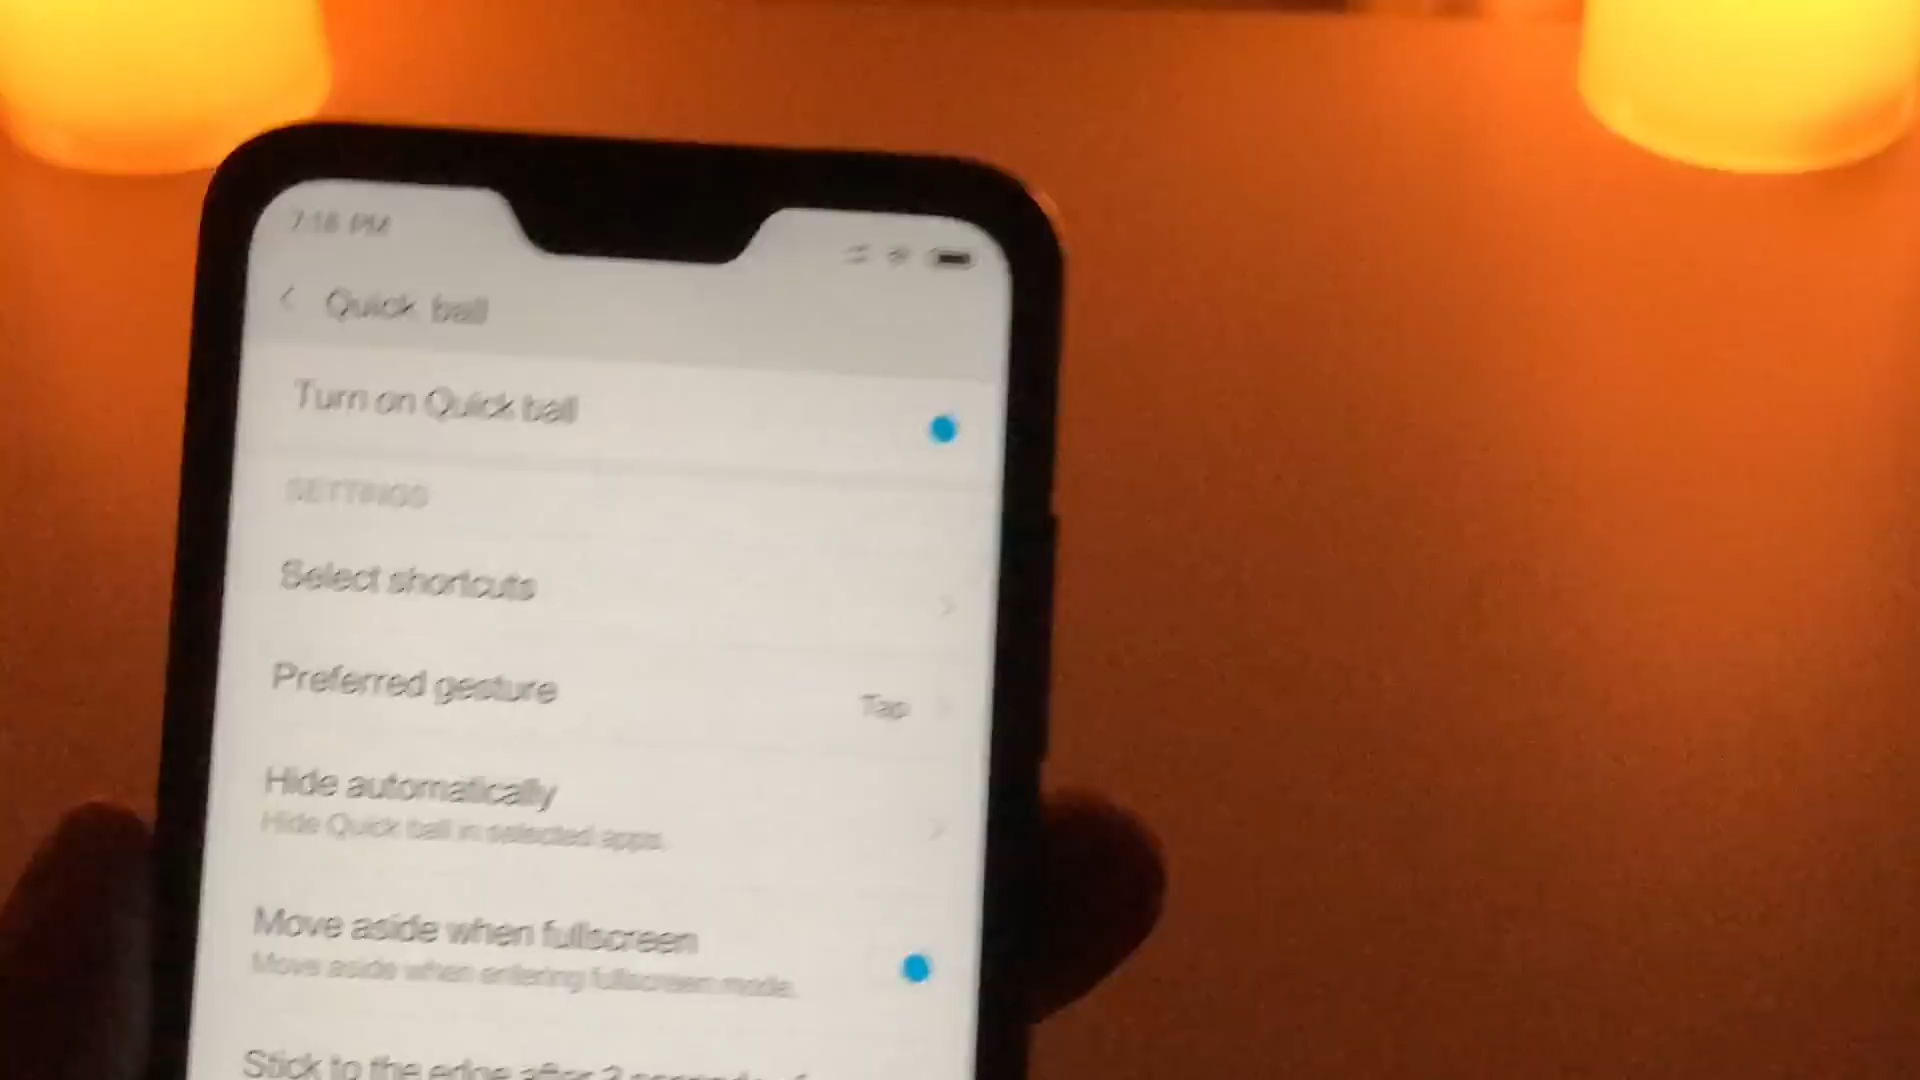 7:16 PM
Quick ball
Turn on Quick ball
SETTINGS
Select shortcuts
Preferred gesture
Tap
Hide automatically
Hide Quick ball in selected apps.
Move aside when fullscreen
Move aside when entering fullscreen mode.
Stick to the edge after 3 seconds of